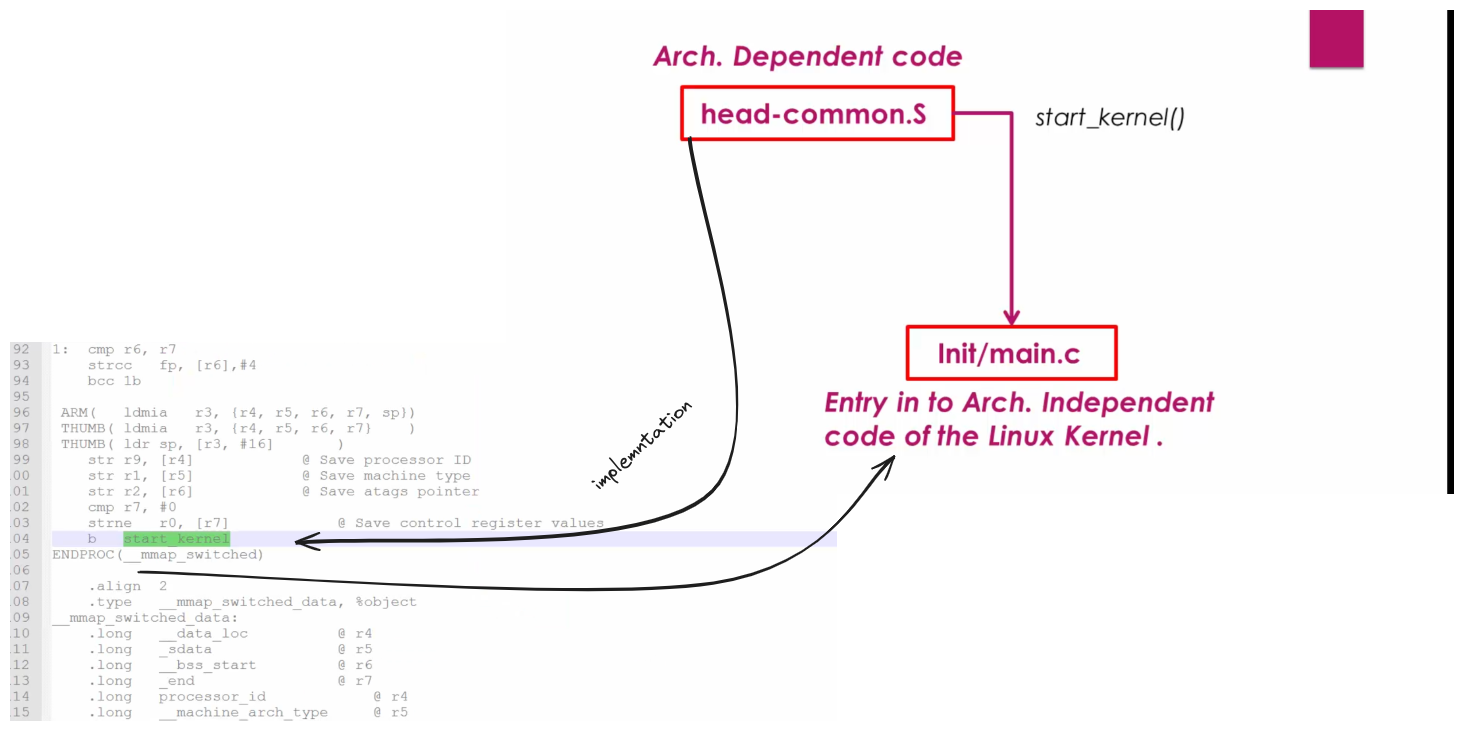 Arch. Dependent code
head-common.S
start_kernel()
Init/main.c
Entry in to Arch. Independent
code of the Linux Kernel .
implemntation
92 1: cmp r6, r7
93 strcc fp, [r6],#4
94 bcc 1b
95
96 ARM( ldmia r3, {r4, r5, r6, r7, sp})
97 THUMB( ldmia r3, {r4, r5, r6, r7} )
98 THUMB( ldr sp, [r3, #16] )
99 str r9, [r4] @ Save processor ID
00 str r1, [r5] @ Save machine type
01 str r2, [r6] @ Save atags pointer
02 cmp r7, #0
03 strne r0, [r7] @ Save control register values
04 b start_kernel
05 ENDPROC(__mmap_switched)
06
07 .align 2
08 .type __mmap_switched_data, %object
09 __mmap_switched_data:
10 .long __data_loc @ r4
11 .long _sdata @ r5
12 .long __bss_start @ r6
13 .long _end @ r7
14 .long processor_id @ r4
15 .long __machine_arch_type @ r5